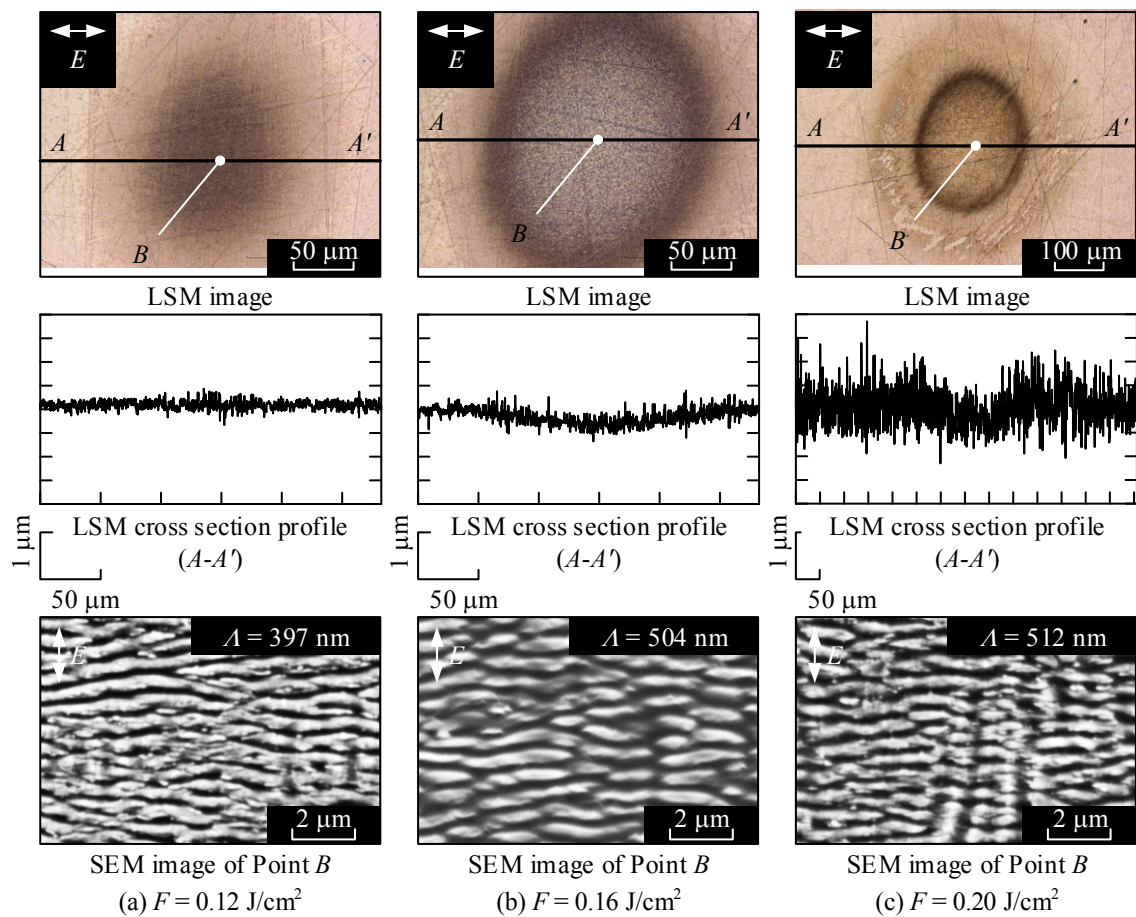 E
A
A'
B
50 µm
LSM image
E
A
A'
B
50 µm
LSM image
E
A
A'
B
100 µm
LSM image
1 µm
50 µm
LSM cross section profile
(A-A')
1 µm
50 µm
LSM cross section profile
(A-A')
1 µm
50 µm
LSM cross section profile
(A-A')
E
Λ = 397 nm
2 µm
SEM image of Point B
(a) F = 0.12 J/cm²
E
Λ = 504 nm
2 µm
SEM image of Point B
(b) F = 0.16 J/cm²
E
Λ = 512 nm
2 µm
SEM image of Point B
(c) F = 0.20 J/cm²